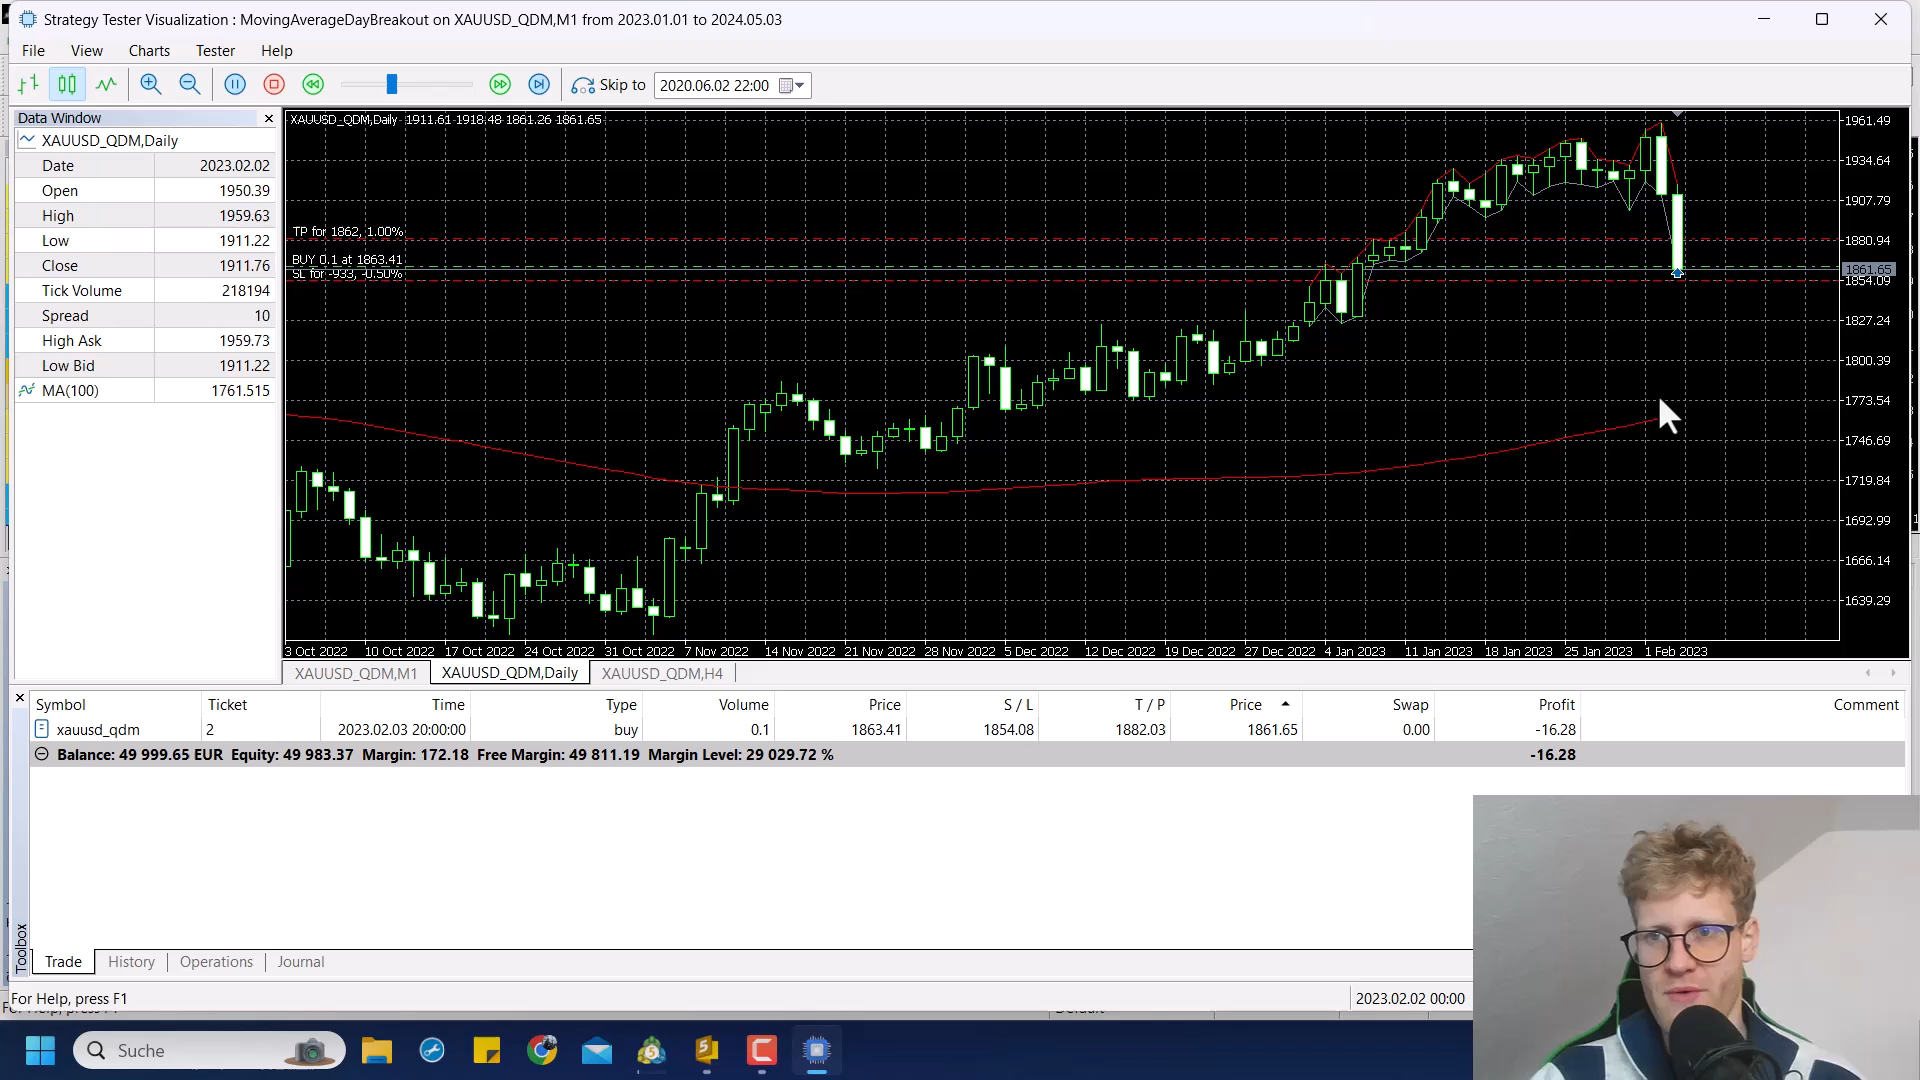 Strategy Tester Visualization : MovingAverageDayBreakout on XAUUSD_QDM,M1 from 2023.01.01 to 2024.05.03
File View Charts Tester Help
Skip to 2020.06.02 22:00
Data Window
XAUUSD_QDM,Daily
Date 2023.02.02
Open 1950.39
High 1959.63
Low 1911.22
Close 1911.76
Tick Volume 218194
Spread 10
High Ask 1959.73
Low Bid 1911.22
MA(100) 1761.515
XAUUSD_QDM,Daily 1911.61 1918.48 1861.26 1861.65
TP for 1862, 1.00%
BUY 0.1 at 1863.41
SL for -933, -0.50%
1961.49
1934.64
1907.79
1880.94
1861.65
1854.09
1827.24
1800.39
1773.54
1746.69
1719.84
1692.99
1666.14
1639.29
3 Oct 2022 10 Oct 2022 17 Oct 2022 24 Oct 2022 31 Oct 2022 7 Nov 2022 14 Nov 2022 21 Nov 2022 28 Nov 2022 5 Dec 2022 12 Dec 2022 19 Dec 2022 27 Dec 2022 4 Jan 2023 11 Jan 2023 18 Jan 2023 25 Jan 2023 1 Feb 2023
XAUUSD_QDM,M1 XAUUSD_QDM,Daily XAUUSD_QDM,H4
Symbol Ticket Time Type Volume Price S / L T / P Price Swap Profit Comment
xauusd_qdm 2 2023.02.03 20:00:00 buy 0.1 1863.41 1854.08 1882.03 1861.65 0.00 -16.28
Balance: 49 999.65 EUR Equity: 49 983.37 Margin: 172.18 Free Margin: 49 811.19 Margin Level: 29 029.72 % -16.28
Toolbox
Trade History Operations Journal
For Help, press F1 2023.02.02 00:00
Suche